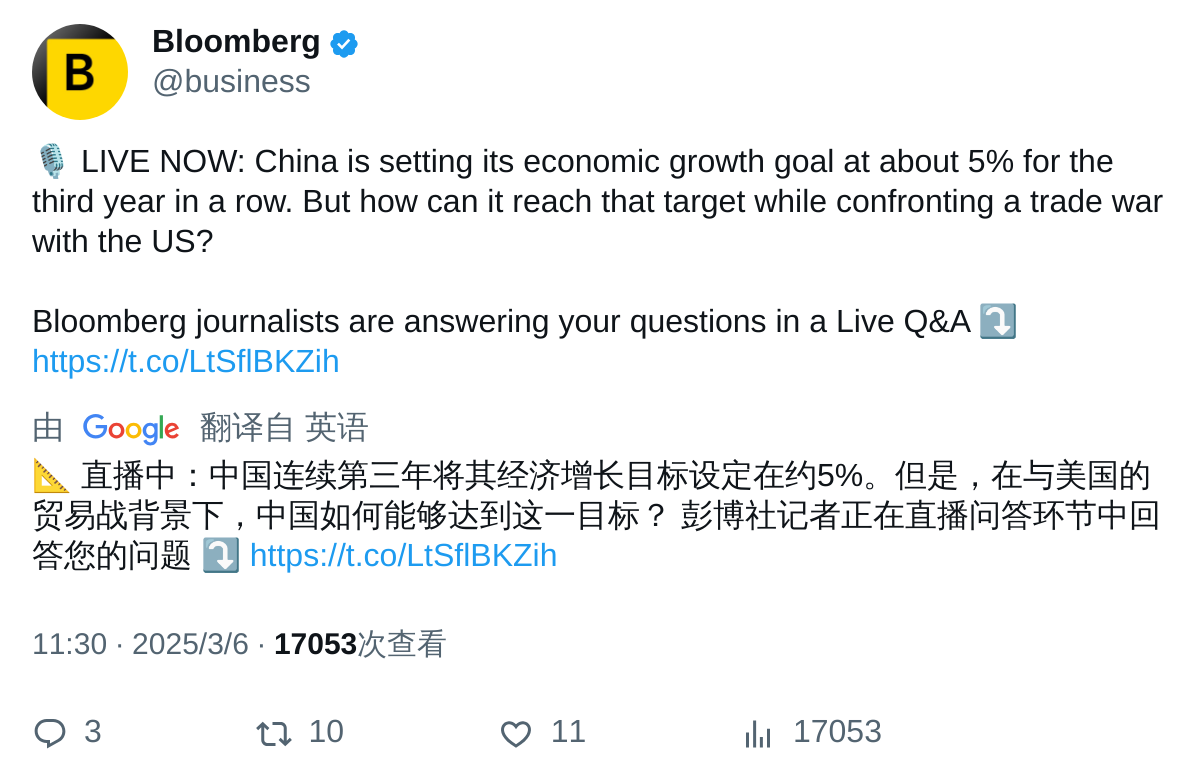 B
Bloomberg
@business
🎙️ LIVE NOW: China is setting its economic growth goal at about 5% for the
third year in a row. But how can it reach that target while confronting a trade war
with the US?
Bloomberg journalists are answering your questions in a Live Q&A ⤵️
https://t.co/LtSflBKZih
由 Google 翻译自 英语
📐 直播中：中国连续第三年将其经济增长目标设定在约5%。但是，在与美国的
贸易战背景下，中国如何能够达到这一目标？ 彭博社记者正在直播问答环节中回
答您的问题 ⤵️ https://t.co/LtSflBKZih
11:30 · 2025/3/6 · 17053次查看
3 10 11 17053